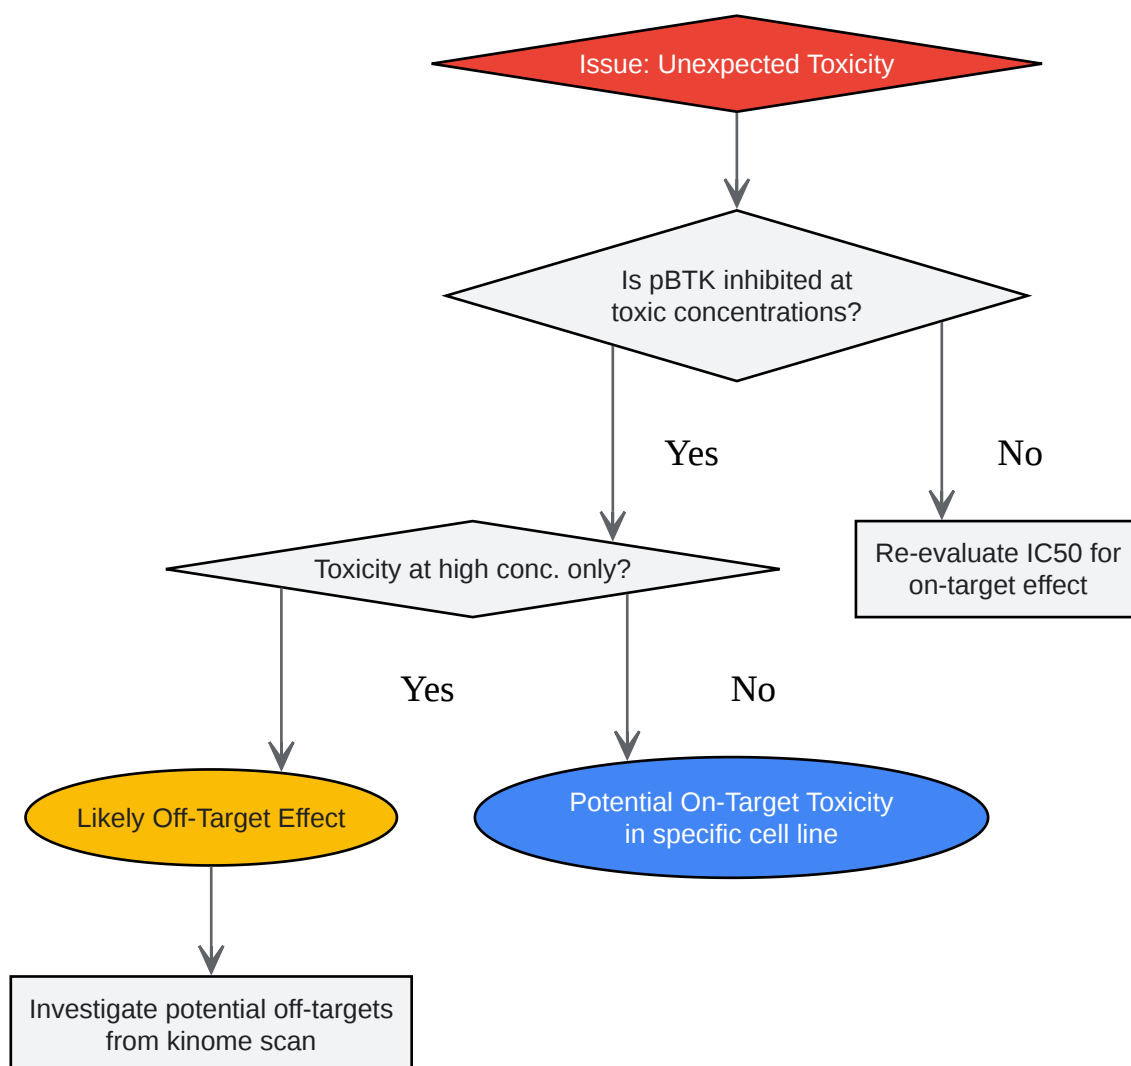 Issue: Unexpected Toxicity
Is pBTK inhibited at
toxic concentrations?
Yes
No
Toxicity at high conc. only?
Re-evaluate IC50 for
on-target effect
Yes
No
Likely Off-Target Effect
Potential On-Target Toxicity
in specific cell line
Investigate potential off-targets
from kinome scan